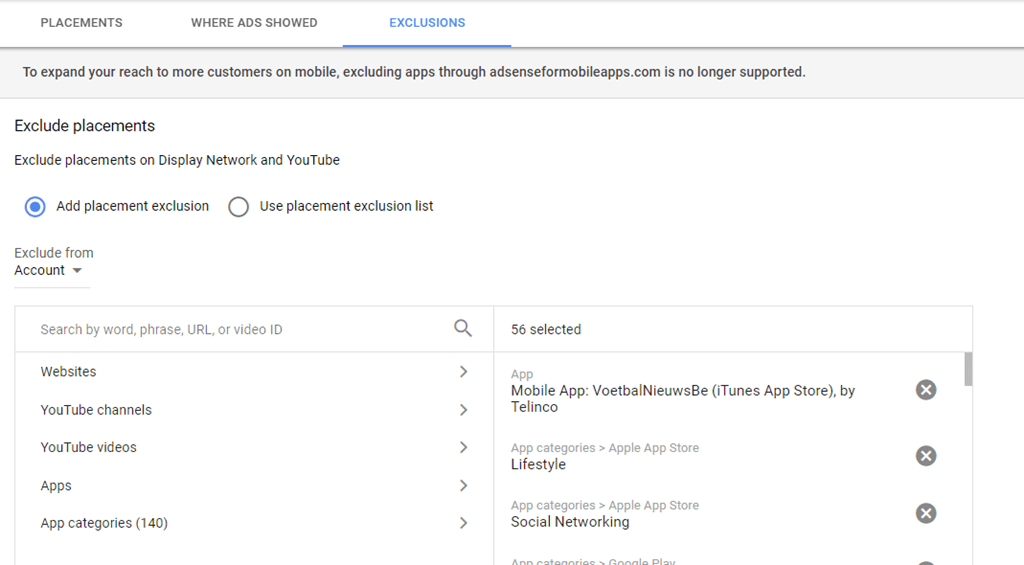 PLACEMENTS
WHERE ADS SHOWED
EXCLUSIONS
To expand your reach to more customers on mobile, excluding apps through adsenseformobileapps.com is no longer supported.
Exclude placements
Exclude placements on Display Network and YouTube
Add placement exclusion
Use placement exclusion list
Exclude from
Account
Search by word, phrase, URL, or video ID
Websites
YouTube channels
YouTube videos
Apps
App categories (140)
56 selected
App
Mobile App: VoetbalNieuwsBe (iTunes App Store), by
Telinco
App categories > Apple App Store
Lifestyle
App categories > Apple App Store
Social Networking
App categories > Google Play